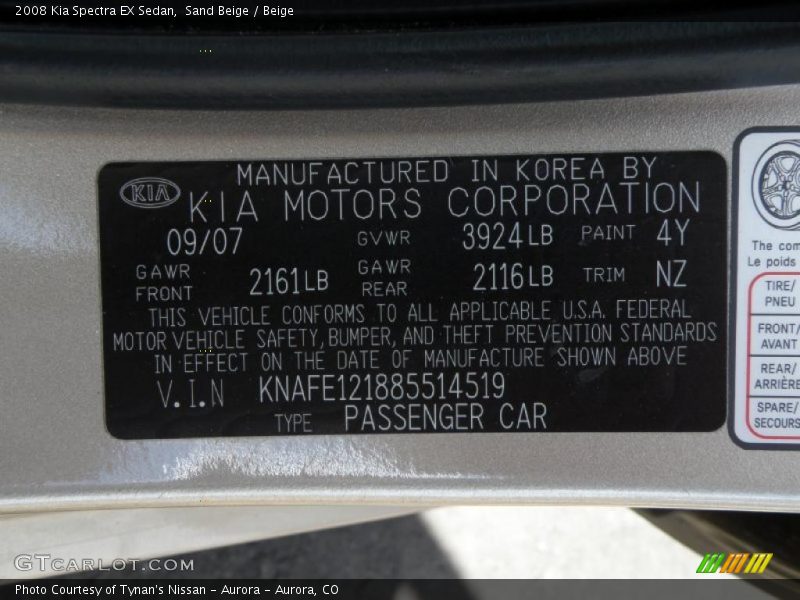 2008 Kia Spectra EX Sedan,  Sand Beige / Beige
MANUFACTURED IN KOREA BY
KIA KIA MOTORS CORPORATION
09/07 GVWR 3924LB PAINT 4Y
GAWR FRONT 2161LB GAWR REAR 2116LB TRIM NZ
THIS VEHICLE CONFORMS TO ALL APPLICABLE U.S.A. FEDERAL
MOTOR VEHICLE SAFETY, BUMPER, AND THEFT PREVENTION STANDARDS
IN EFFECT ON THE DATE OF MANUFACTURE SHOWN ABOVE
V.I.N KNAFE121885514519
TYPE PASSENGER CAR
The com
Le poids
TIRE/
PNEU
FRONT/
AVANT
REAR/
ARRIÈRE
SPARE/
SECOURS
GTCARLOT.COM
Photo Courtesy of Tynan's Nissan - Aurora - Aurora, CO